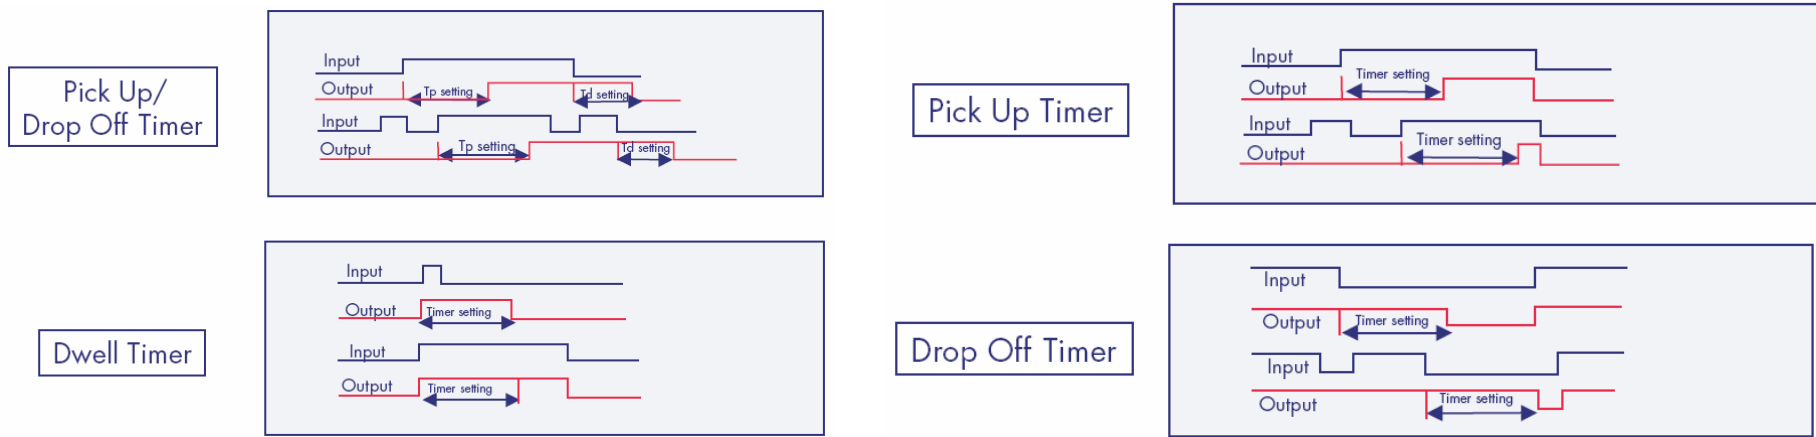 Pick Up/
Drop Off Timer
Input
Tp setting
Output
Td setting
Input
Output
Tp setting
Td setting
Pick Up Timer
Input
Timer setting
Output
Input
Timer setting
Output
Dwell Timer
Input
Output
Timer setting
Input
Output
Timer setting
Drop Off Timer
Input
Output
Timer setting
Input
Timer setting
Output